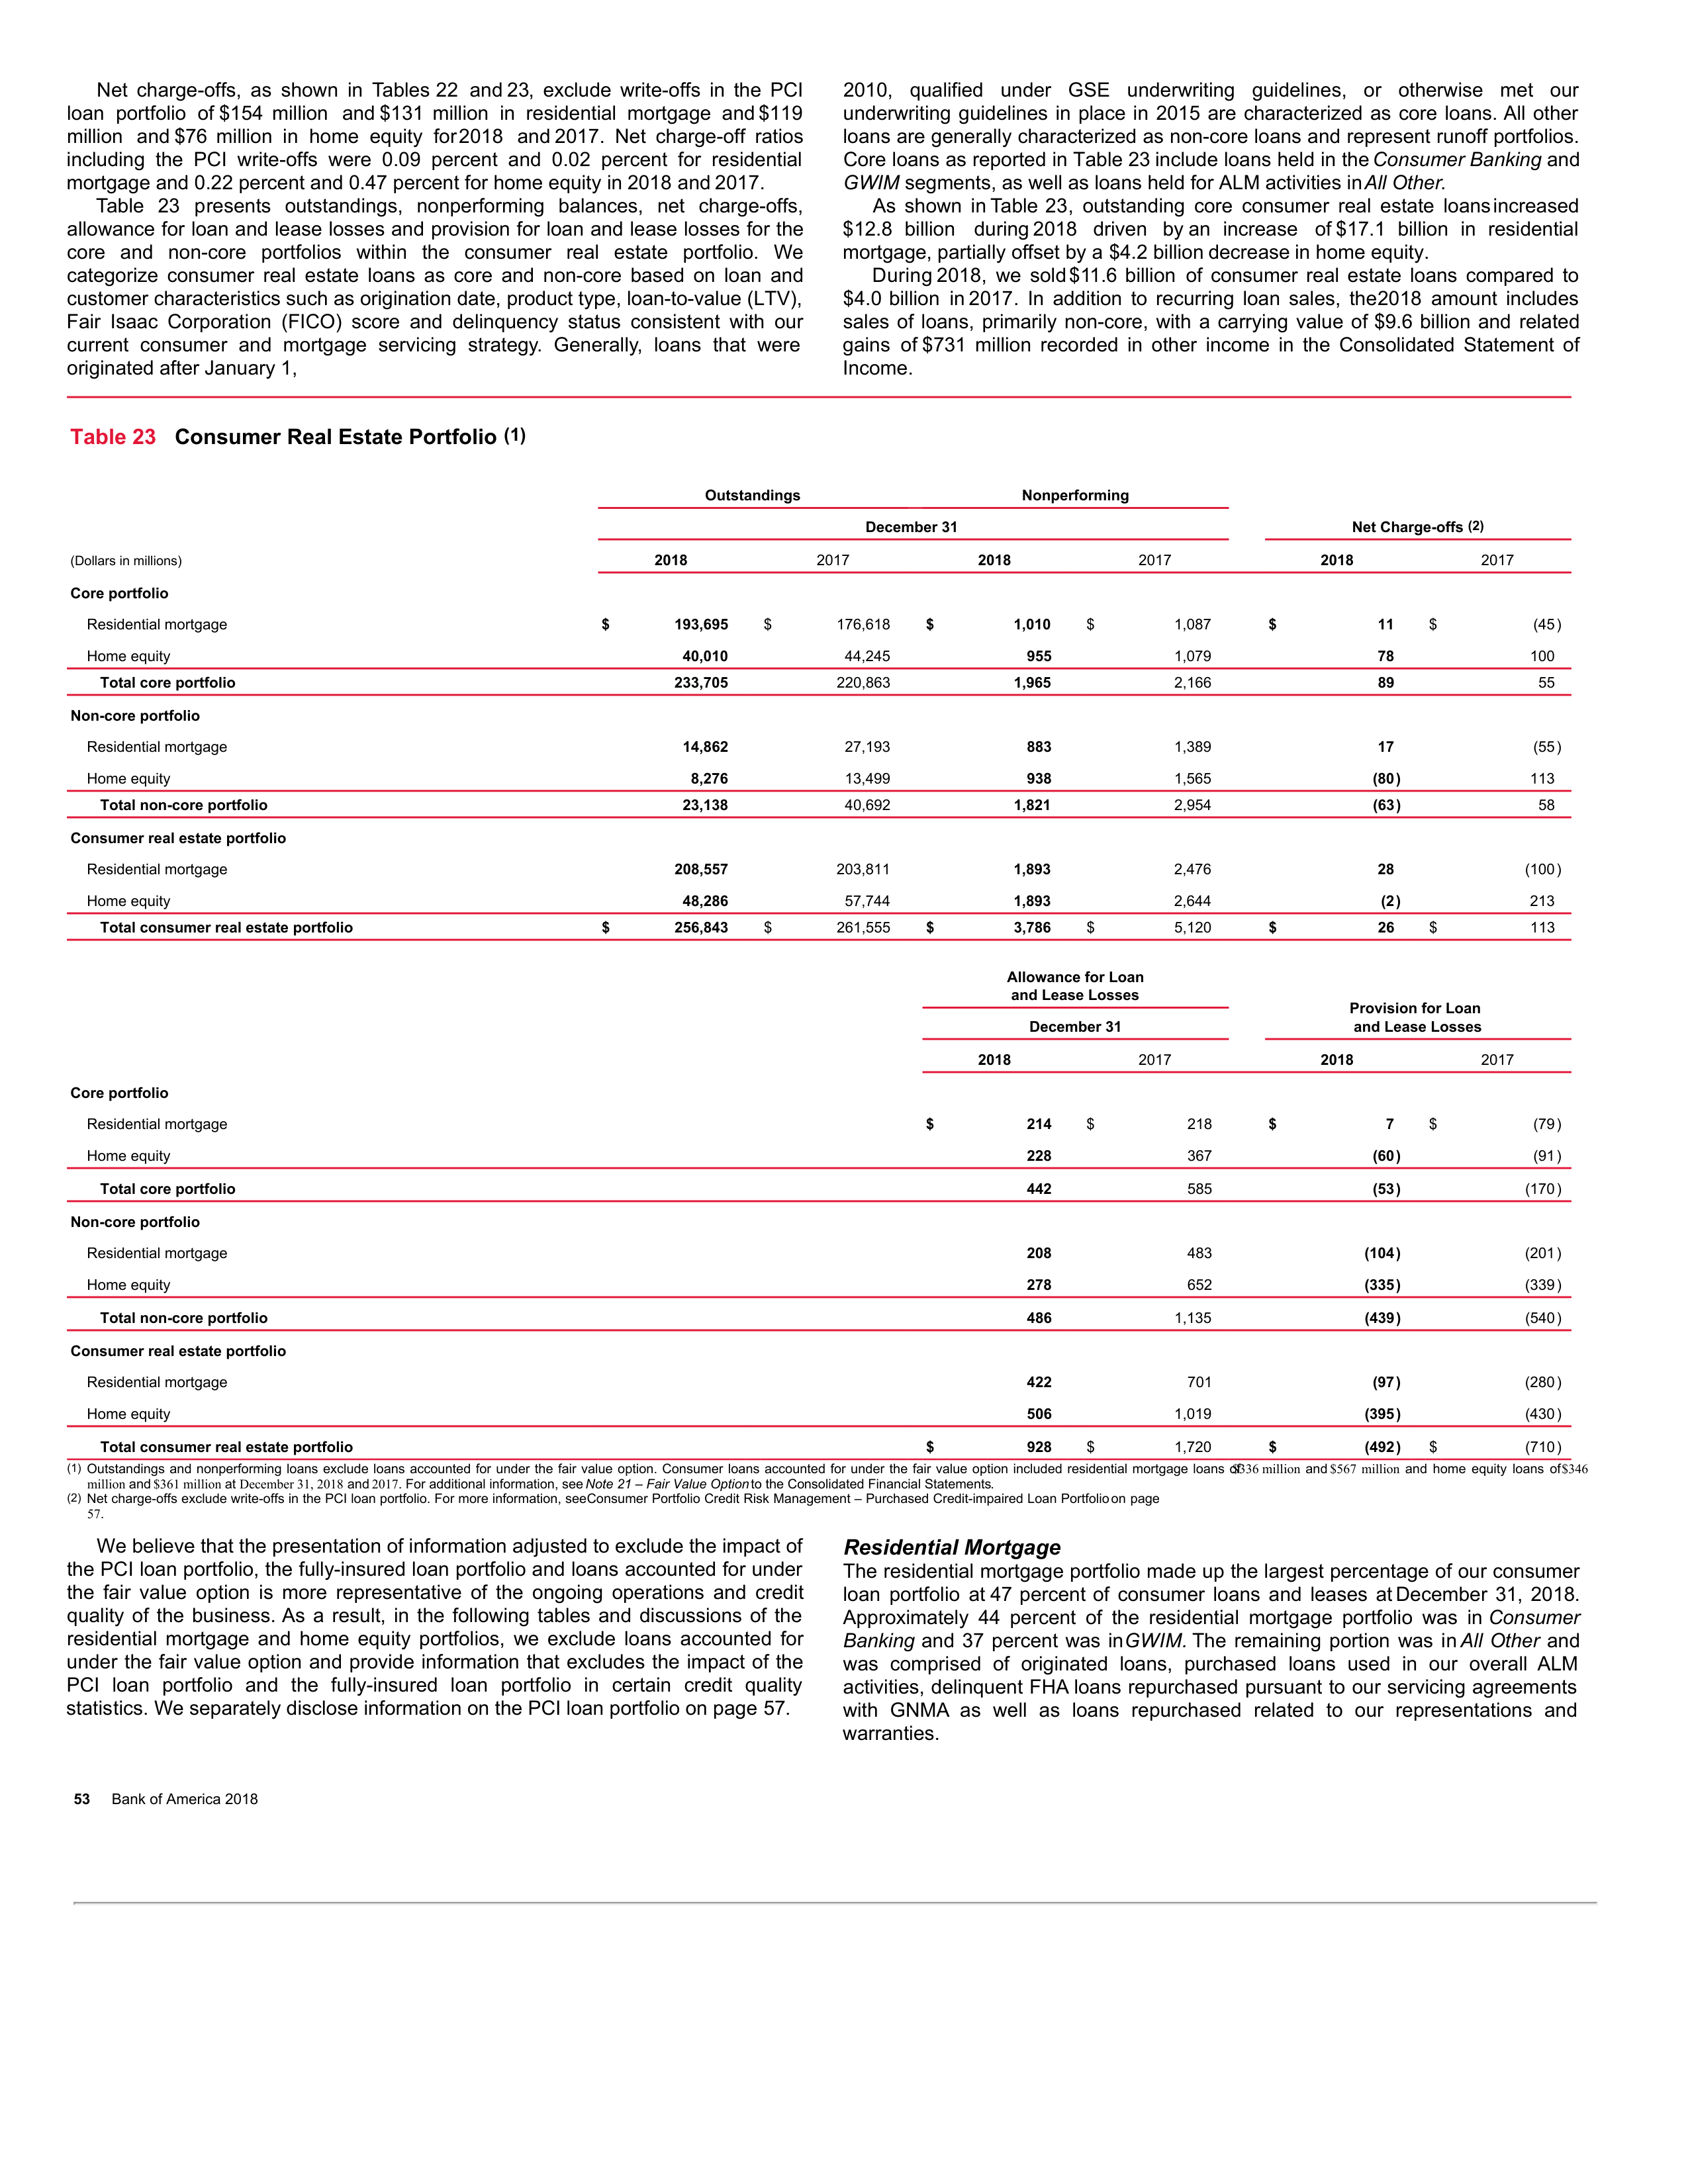 Net charge-offs, as shown in Tables 22 and 23, exclude write-offs in the PCI
loan portfolio of $154 million and $131 million in residential mortgage and $119
million and $76 million in home equity for 2018 and 2017. Net charge-off ratios
including the PCI write-offs were 0.09 percent and 0.02 percent for residential
mortgage and 0.22 percent and 0.47 percent for home equity in 2018 and 2017.
Table 23 presents outstandings, nonperforming balances, net charge-offs,
allowance for loan and lease losses and provision for loan and lease losses for the
core and non-core portfolios within the consumer real estate portfolio. We
categorize consumer real estate loans as core and non-core based on loan and
customer characteristics such as origination date, product type, loan-to-value (LTV),
Fair Isaac Corporation (FICO) score and delinquency status consistent with our
current consumer and mortgage servicing strategy. Generally, loans that were
originated after January 1,
2010, qualified under GSE underwriting guidelines, or otherwise met our
underwriting guidelines in place in 2015 are characterized as core loans. All other
loans are generally characterized as non-core loans and represent runoff portfolios.
Core loans as reported in Table 23 include loans held in the Consumer Banking and
GWIM segments, as well as loans held for ALM activities in All Other.
As shown in Table 23, outstanding core consumer real estate loans increased
$12.8 billion during 2018 driven by an increase of $17.1 billion in residential
mortgage, partially offset by a $4.2 billion decrease in home equity.
During 2018, we sold $11.6 billion of consumer real estate loans compared to
$4.0 billion in 2017. In addition to recurring loan sales, the 2018 amount includes
sales of loans, primarily non-core, with a carrying value of $9.6 billion and related
gains of $731 million recorded in other income in the Consolidated Statement of
Income.
Table 23 Consumer Real Estate Portfolio (1)
Outstandings Nonperforming
December 31 Net Charge-offs (2)
(Dollars in millions) 2018 2017 2018 2017 2018 2017
Core portfolio
Residential mortgage $ 193,695 $ 176,618 $ 1,010 $ 1,087 $ 11 $ (45)
Home equity 40,010 44,245 955 1,079 78 100
Total core portfolio 233,705 220,863 1,965 2,166 89 55
Non-core portfolio
Residential mortgage 14,862 27,193 883 1,389 17 (55)
Home equity 8,276 13,499 938 1,565 (80) 113
Total non-core portfolio 23,138 40,692 1,821 2,954 (63) 58
Consumer real estate portfolio
Residential mortgage 208,557 203,811 1,893 2,476 28 (100)
Home equity 48,286 57,744 1,893 2,644 (2) 213
Total consumer real estate portfolio $ 256,843 $ 261,555 $ 3,786 $ 5,120 $ 26 $ 113
Allowance for Loan
and Lease Losses
Provision for Loan
and Lease Losses
December 31
2018 2017 2018 2017
Core portfolio
Residential mortgage $ 214 $ 218 $ 7 $ (79)
Home equity 228 367 (60) (91)
Total core portfolio 442 585 (53) (170)
Non-core portfolio
Residential mortgage 208 483 (104) (201)
Home equity 278 652 (335) (339)
Total non-core portfolio 486 1,135 (439) (540)
Consumer real estate portfolio
Residential mortgage 422 701 (97) (280)
Home equity 506 1,019 (395) (430)
Total consumer real estate portfolio $ 928 $ 1,720 $ (492) $ (710)
(1) Outstandings and nonperforming loans exclude loans accounted for under the fair value option. Consumer loans accounted for under the fair value option included residential mortgage loans of $336 million and $567 million and home equity loans of $346
million and $361 million at December 31, 2018 and 2017. For additional information, see Note 21 – Fair Value Option to the Consolidated Financial Statements.
(2) Net charge-offs exclude write-offs in the PCI loan portfolio. For more information, see Consumer Portfolio Credit Risk Management – Purchased Credit-impaired Loan Portfolio on page
57.
We believe that the presentation of information adjusted to exclude the impact of
the PCI loan portfolio, the fully-insured loan portfolio and loans accounted for under
the fair value option is more representative of the ongoing operations and credit
quality of the business. As a result, in the following tables and discussions of the
residential mortgage and home equity portfolios, we exclude loans accounted for
under the fair value option and provide information that excludes the impact of the
PCI loan portfolio and the fully-insured loan portfolio in certain credit quality
statistics. We separately disclose information on the PCI loan portfolio on page 57.
Residential Mortgage
The residential mortgage portfolio made up the largest percentage of our consumer
loan portfolio at 47 percent of consumer loans and leases at December 31, 2018.
Approximately 44 percent of the residential mortgage portfolio was in Consumer
Banking and 37 percent was in GWIM. The remaining portion was in All Other and
was comprised of originated loans, purchased loans used in our overall ALM
activities, delinquent FHA loans repurchased pursuant to our servicing agreements
with GNMA as well as loans repurchased related to our representations and
warranties.
53 Bank of America 2018